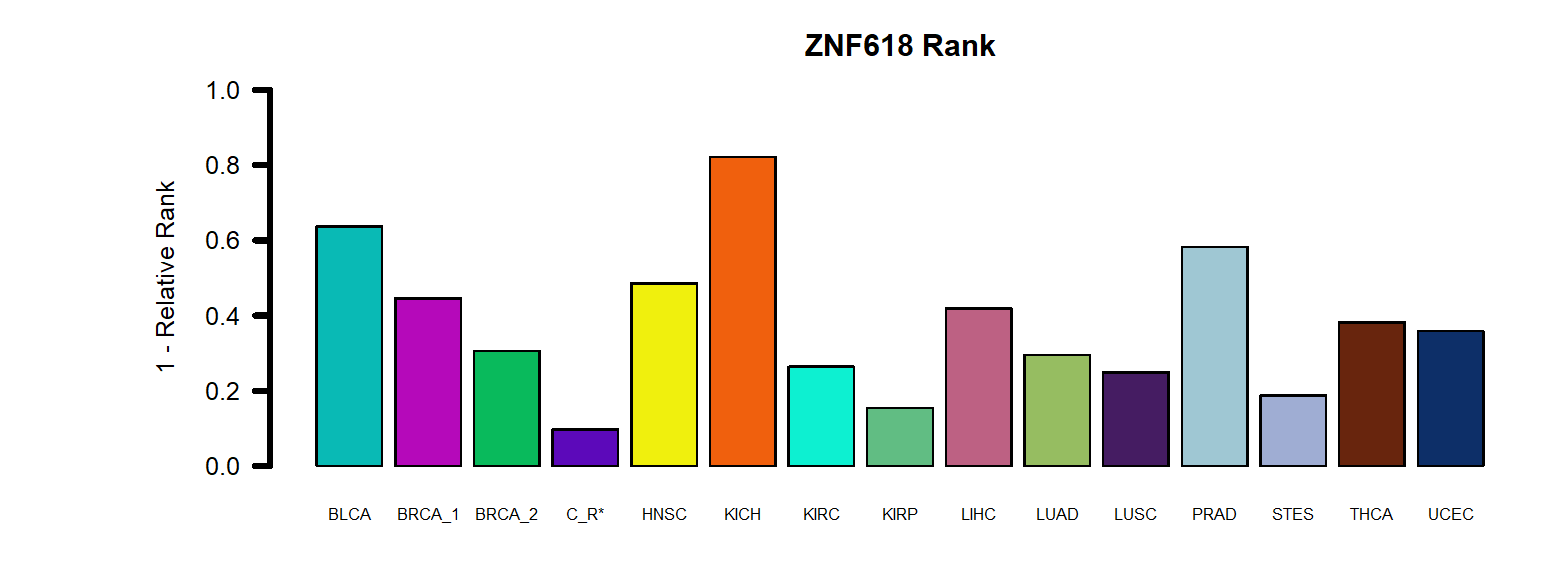 ZNF618 Rank
1 - Relative Rank
1.0
0.8
0.6
0.4
0.2
0.0
BLCA BRCA_1 BRCA_2 C_R* HNSC KICH KIRC KIRP LIHC LUAD LUSC PRAD STES THCA UCEC